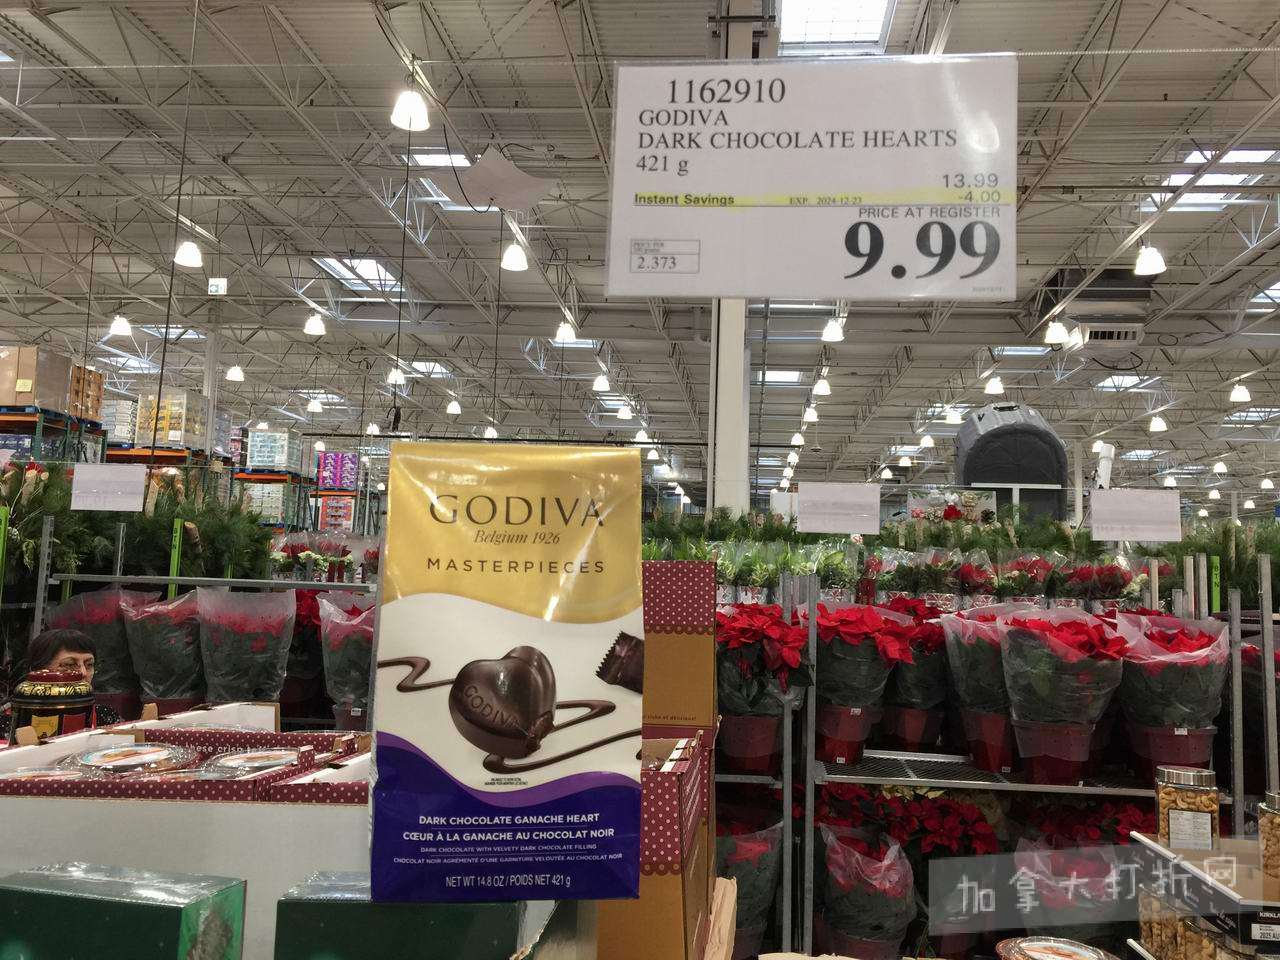 1162910
GODIVA
DARK CHOCOLATE HEARTS
421 g
13.99
Instant Savings EXP. 2024-12-23 -4.00
PRICE AT REGISTER
9.99
2.373
GODIVA
Belgium 1926
MASTERPIECES
GODIVA
DARK CHOCOLATE GANACHE HEART
CŒUR À LA GANACHE AU CHOCOLAT NOIR
DARK CHOCOLATE WITH VELVETY DARK CHOCOLATE FILLING
CHOCOLAT NOIR AGRÉMENTÉ D'UNE GARNITURE VELOUTÉE AU CHOCOLAT NOIR
NET WT 14.8 OZ / POIDS NET 421 g
加拿大打折网